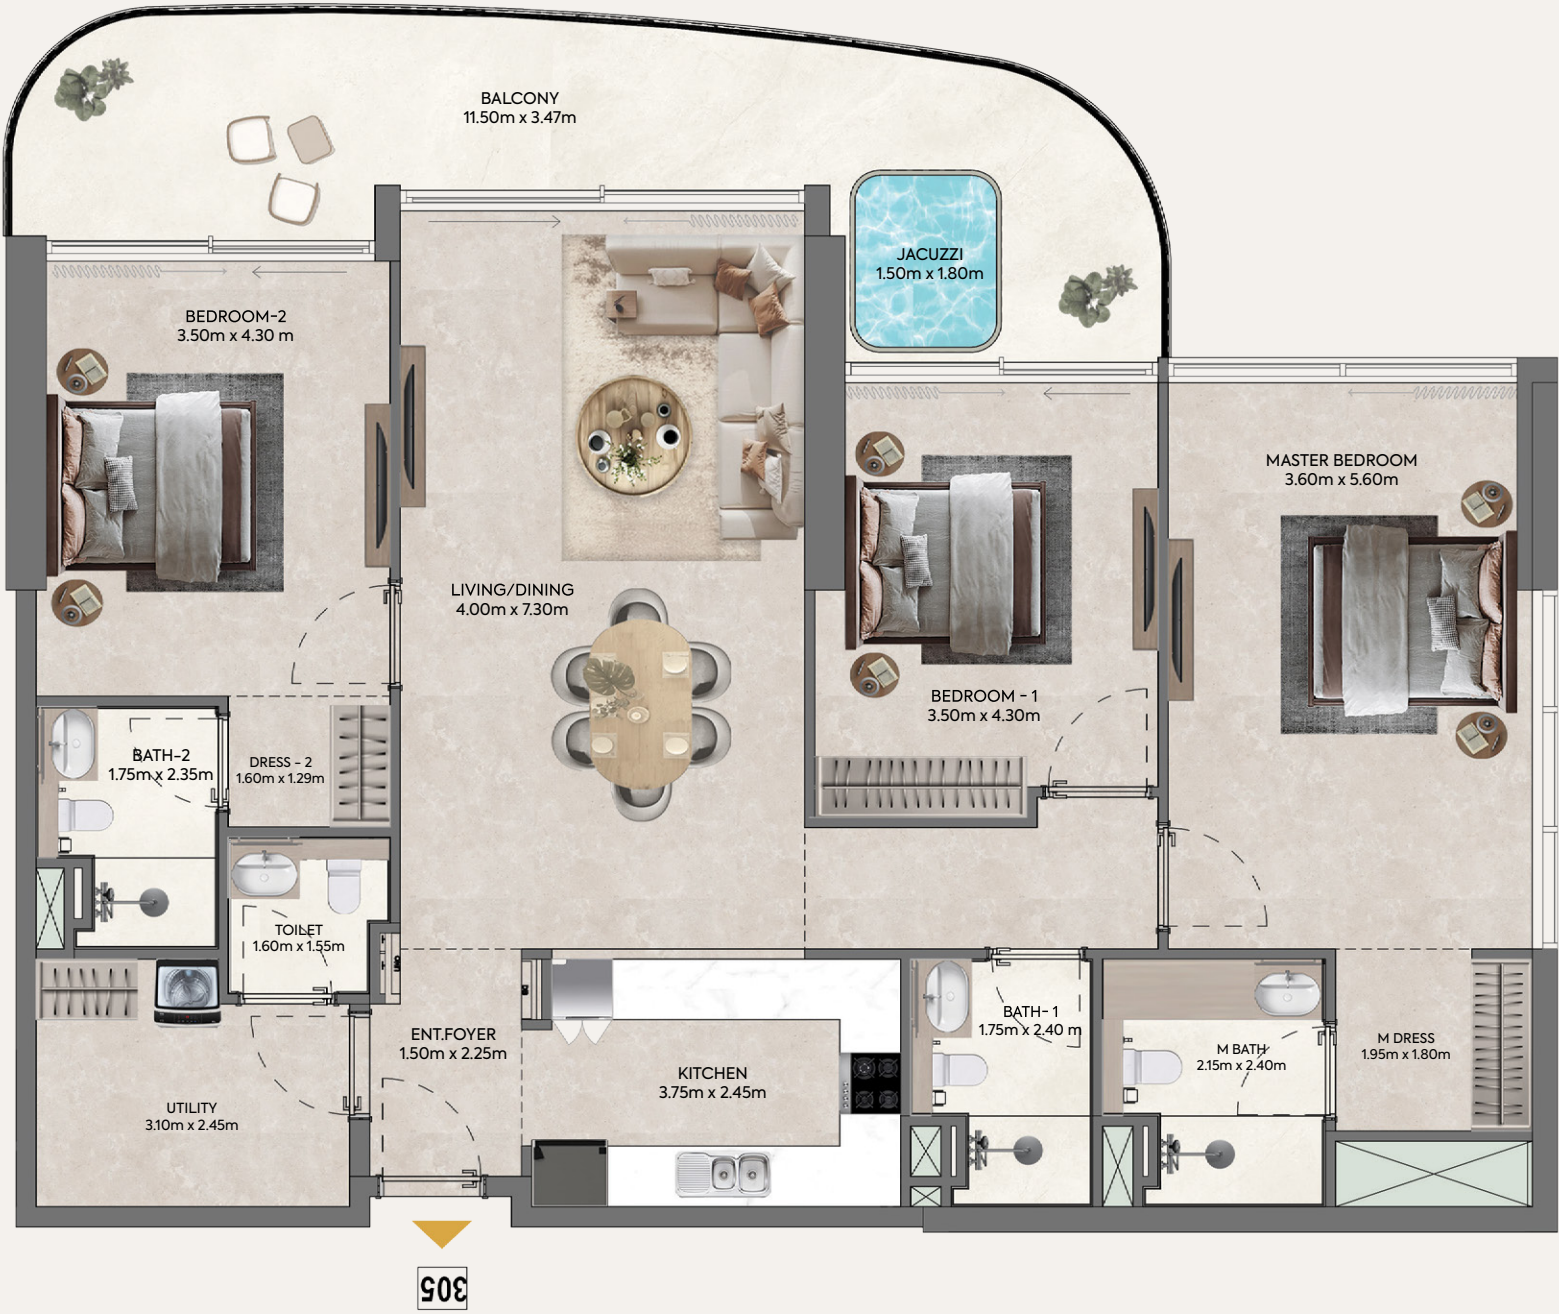 BALCONY
11.50m x 3.47m
JACUZZI
1.50m x 1.80m
BEDROOM-2
3.50m x 4.30 m
MASTER BEDROOM
3.60m x 5.60m
LIVING/DINING
4.00m x 7.30m
BEDROOM - 1
3.50m x 4.30m
BATH-2
1.75m x 2.35m
DRESS - 2
1.60m x 1.29m
TOILET
1.60m x 1.55m
ENT.FOYER
1.50m x 2.25m
KITCHEN
3.75m x 2.45m
BATH- 1
1.75m x 2.40 m
M BATH
2.15m x 2.40m
M DRESS
1.95m x 1.80m
UTILITY
3.10m x 2.45m
305